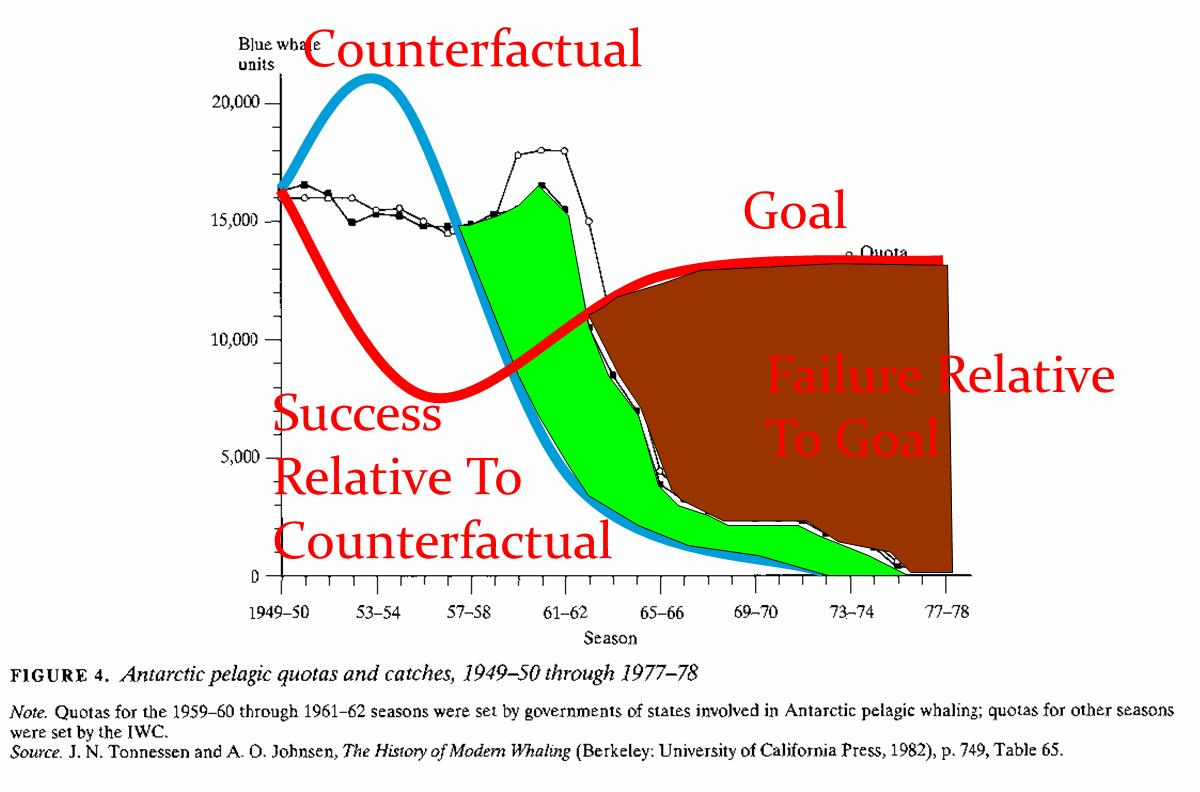 Counterfactual
Blue whale
units
20,000
15,000
10,000
5,000
0
Goal
Quota
Failure Relative
To Goal
Success
Relative To
Counterfactual
1949–50 53–54 57–58 61–62 65–66 69–70 73–74 77–78
Season
FIGURE 4. Antarctic pelagic quotas and catches, 1949–50 through 1977–78
Note. Quotas for the 1959–60 through 1961–62 seasons were set by governments of states involved in Antarctic pelagic whaling; quotas for other seasons
were set by the IWC.
Source. J. N. Tonnessen and A. O. Johnsen, The History of Modern Whaling (Berkeley: University of California Press, 1982), p. 749, Table 65.